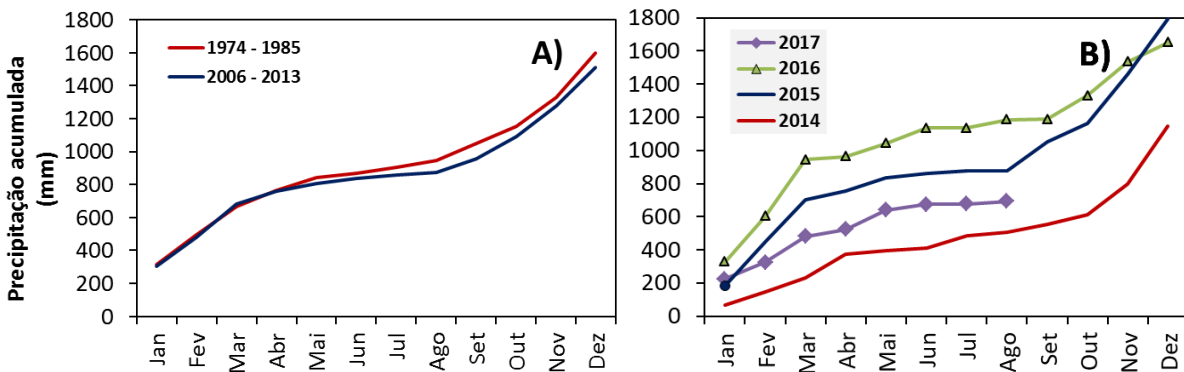 Precipitação acumulada
(mm)
1800
1600
1400
1200
1000
800
600
400
200
0
1974 - 1985
2006 - 2013
A)
Jan
Fev
Mar
Abr
Mai
Jun
Jul
Ago
Set
Out
Nov
Dez
1800
1600
1400
1200
1000
800
600
400
200
0
2017
2016
2015
2014
B)
Jan
Fev
Mar
Abr
Mai
Jun
Jul
Ago
Set
Out
Nov
Dez